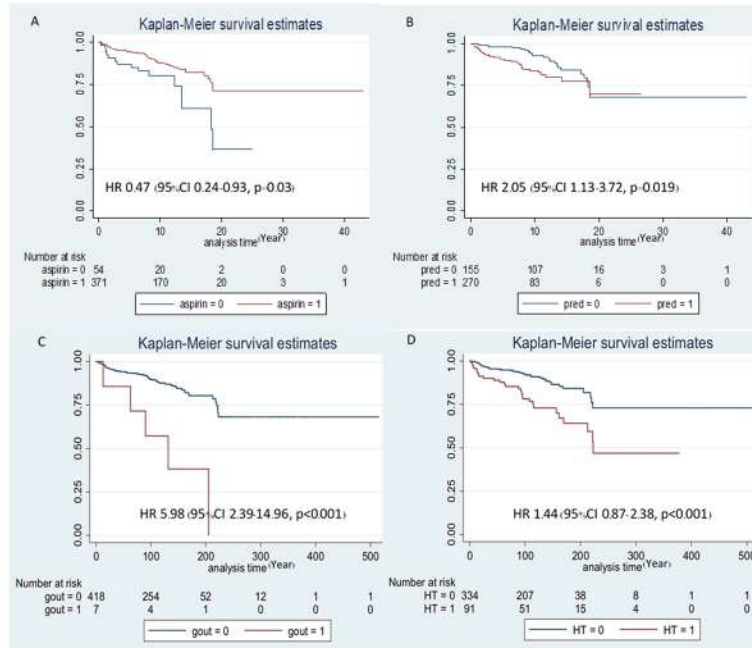 A
Kaplan-Meier survival estimates
1.00
0.75
0.50
0.25
0.00
HR 0.47 (95%CI 0.24-0.93, p=0.03)
0 10 20 30 40
analysis time(Year)
Number at risk
aspirin = 0 54 20 2 0 0
aspirin = 1 371 170 20 3 1
aspirin = 0 aspirin = 1
B
Kaplan-Meier survival estimates
1.00
0.75
0.50
0.25
0.00
HR 2.05 (95%CI 1.13-3.72, p=0.019)
0 10 20 30 40
analysis time(Year)
Number at risk
pred = 0 155 107 16 3 1
pred = 1 270 83 6 0 0
pred = 0 pred = 1
C
Kaplan-Meier survival estimates
1.00
0.75
0.50
0.25
0.00
HR 5.98 (95%CI 2.39-14.96, p<0.001)
0 100 200 300 400 500
analysis time(Year)
Number at risk
gout = 0 418 254 52 12 1 1
gout = 1 7 4 1 0 0 0
gout = 0 gout = 1
D
Kaplan-Meier survival estimates
1.00
0.75
0.50
0.25
0.00
HR 1.44 (95%CI 0.87-2.38, p<0.001)
0 100 200 300 400 500
analysis time(Year)
Number at risk
HT = 0 334 207 38 8 1 1
HT = 1 91 51 15 4 0 0
HT = 0 HT = 1